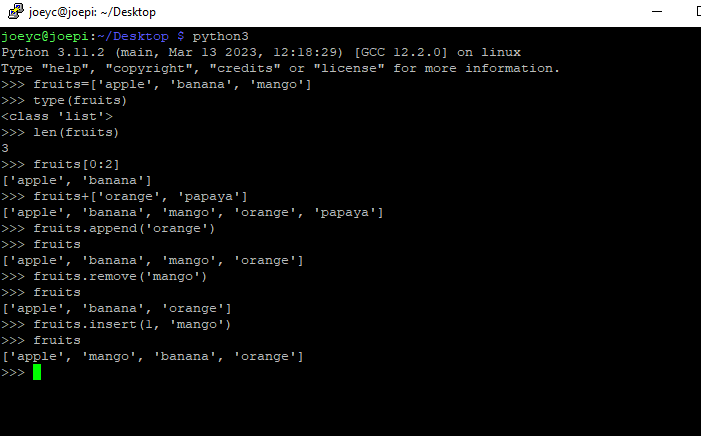 joeyc@joepi: ~/Desktop
joeyc@joepi:~/Desktop $ python3
Python 3.11.2 (main, Mar 13 2023, 12:18:29) [GCC 12.2.0] on linux
Type "help", "copyright", "credits" or "license" for more information.
>>> fruits=['apple', 'banana', 'mango']
>>> type(fruits)
<class 'list'>
>>> len(fruits)
3
>>> fruits[0:2]
['apple', 'banana']
>>> fruits+['orange', 'papaya']
['apple', 'banana', 'mango', 'orange', 'papaya']
>>> fruits.append('orange')
>>> fruits
['apple', 'banana', 'mango', 'orange']
>>> fruits.remove('mango')
>>> fruits
['apple', 'banana', 'orange']
>>> fruits.insert(1, 'mango')
>>> fruits
['apple', 'mango', 'banana', 'orange']
>>>